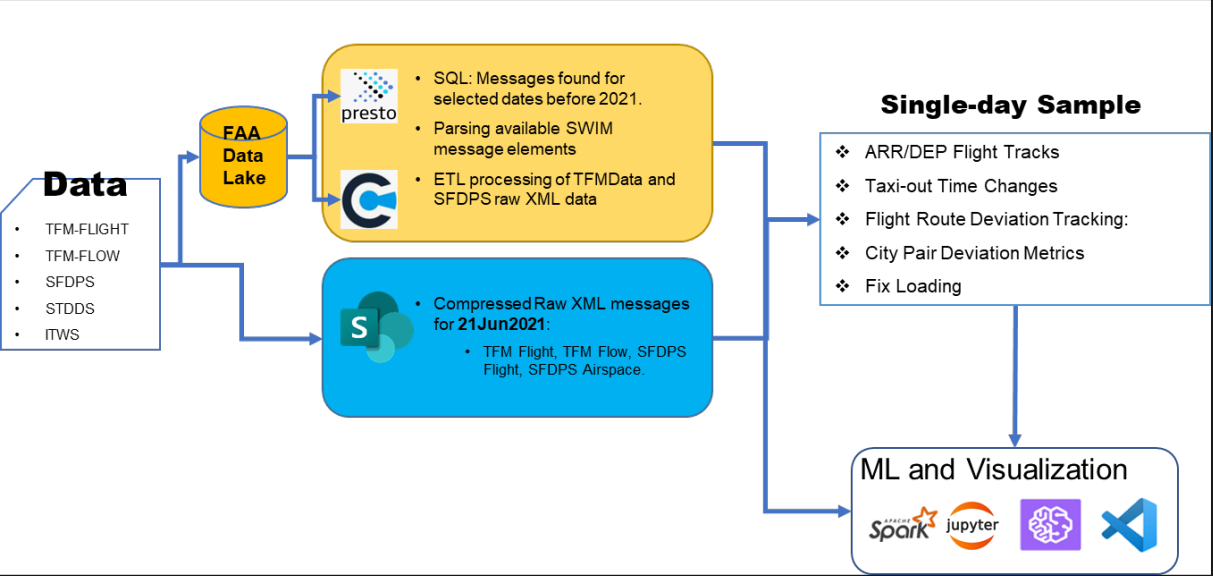 Data
TFM-FLIGHT
TFM-FLOW
SFDPS
STDDS
ITWS
FAA
Data
Lake
presto
• SQL: Messages found for
selected dates before 2021.
• Parsing available SWIM
message elements
• ETL processing of TFMData and
SFDPS raw XML data
S
• Compressed Raw XML messages
for 21Jun2021:
• TFM Flight, TFM Flow, SFDPS
Flight, SFDPS Airspace.
Single-day Sample
❖ ARR/DEP Flight Tracks
❖ Taxi-out Time Changes
❖ Flight Route Deviation Tracking:
❖ City Pair Deviation Metrics
❖ Fix Loading
ML and Visualization
APACHE
Spark
jupyter